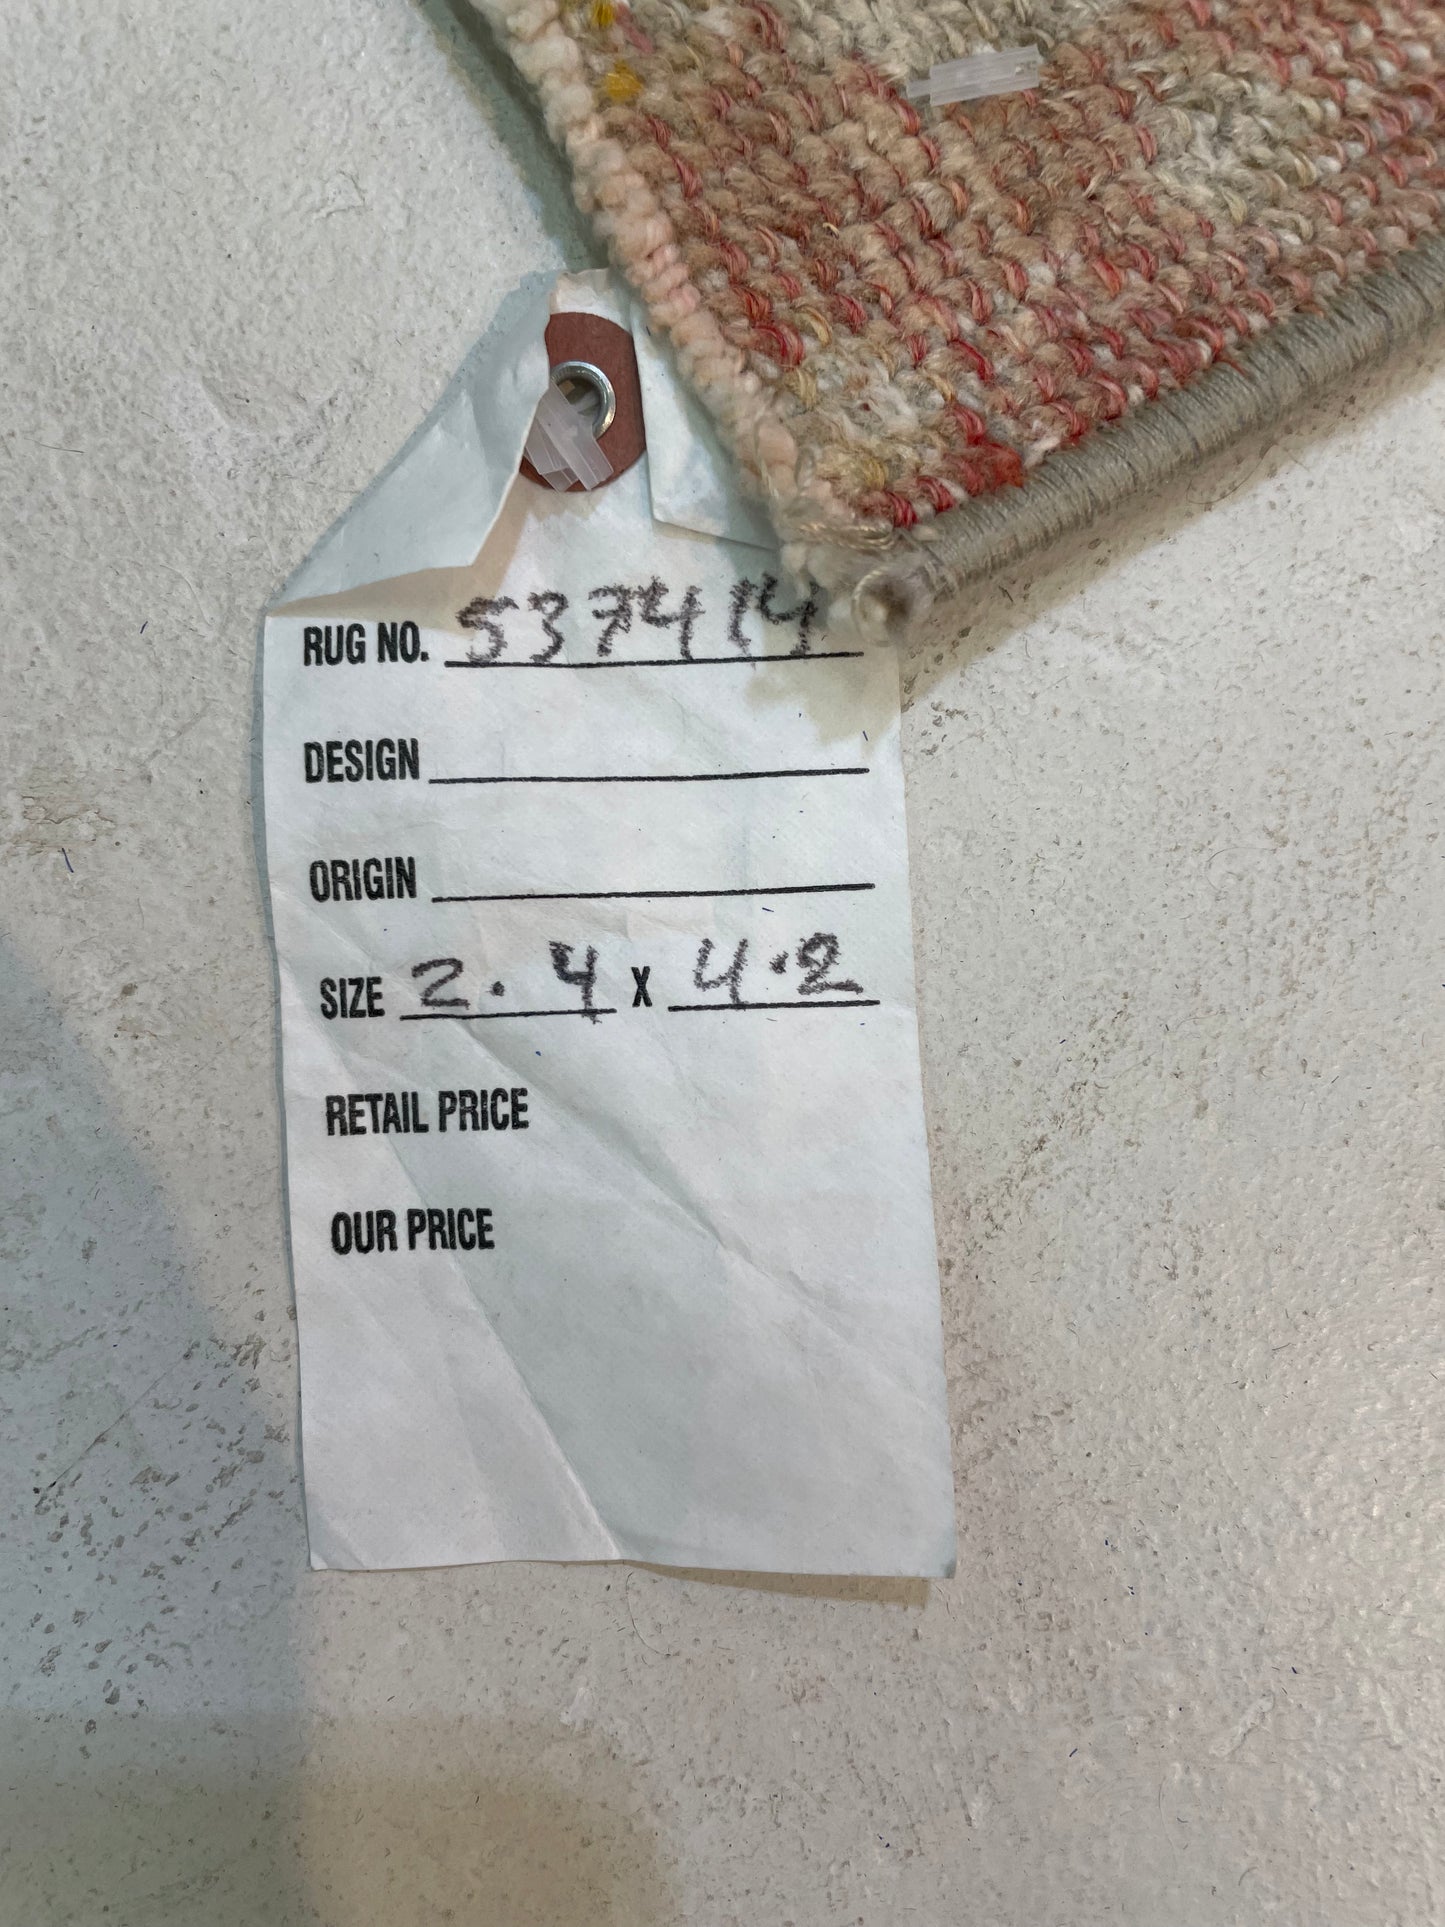 RUG NO. 537414
DESIGN
ORIGIN
SIZE 2.4 X 4.2
RETAIL PRICE
OUR PRICE